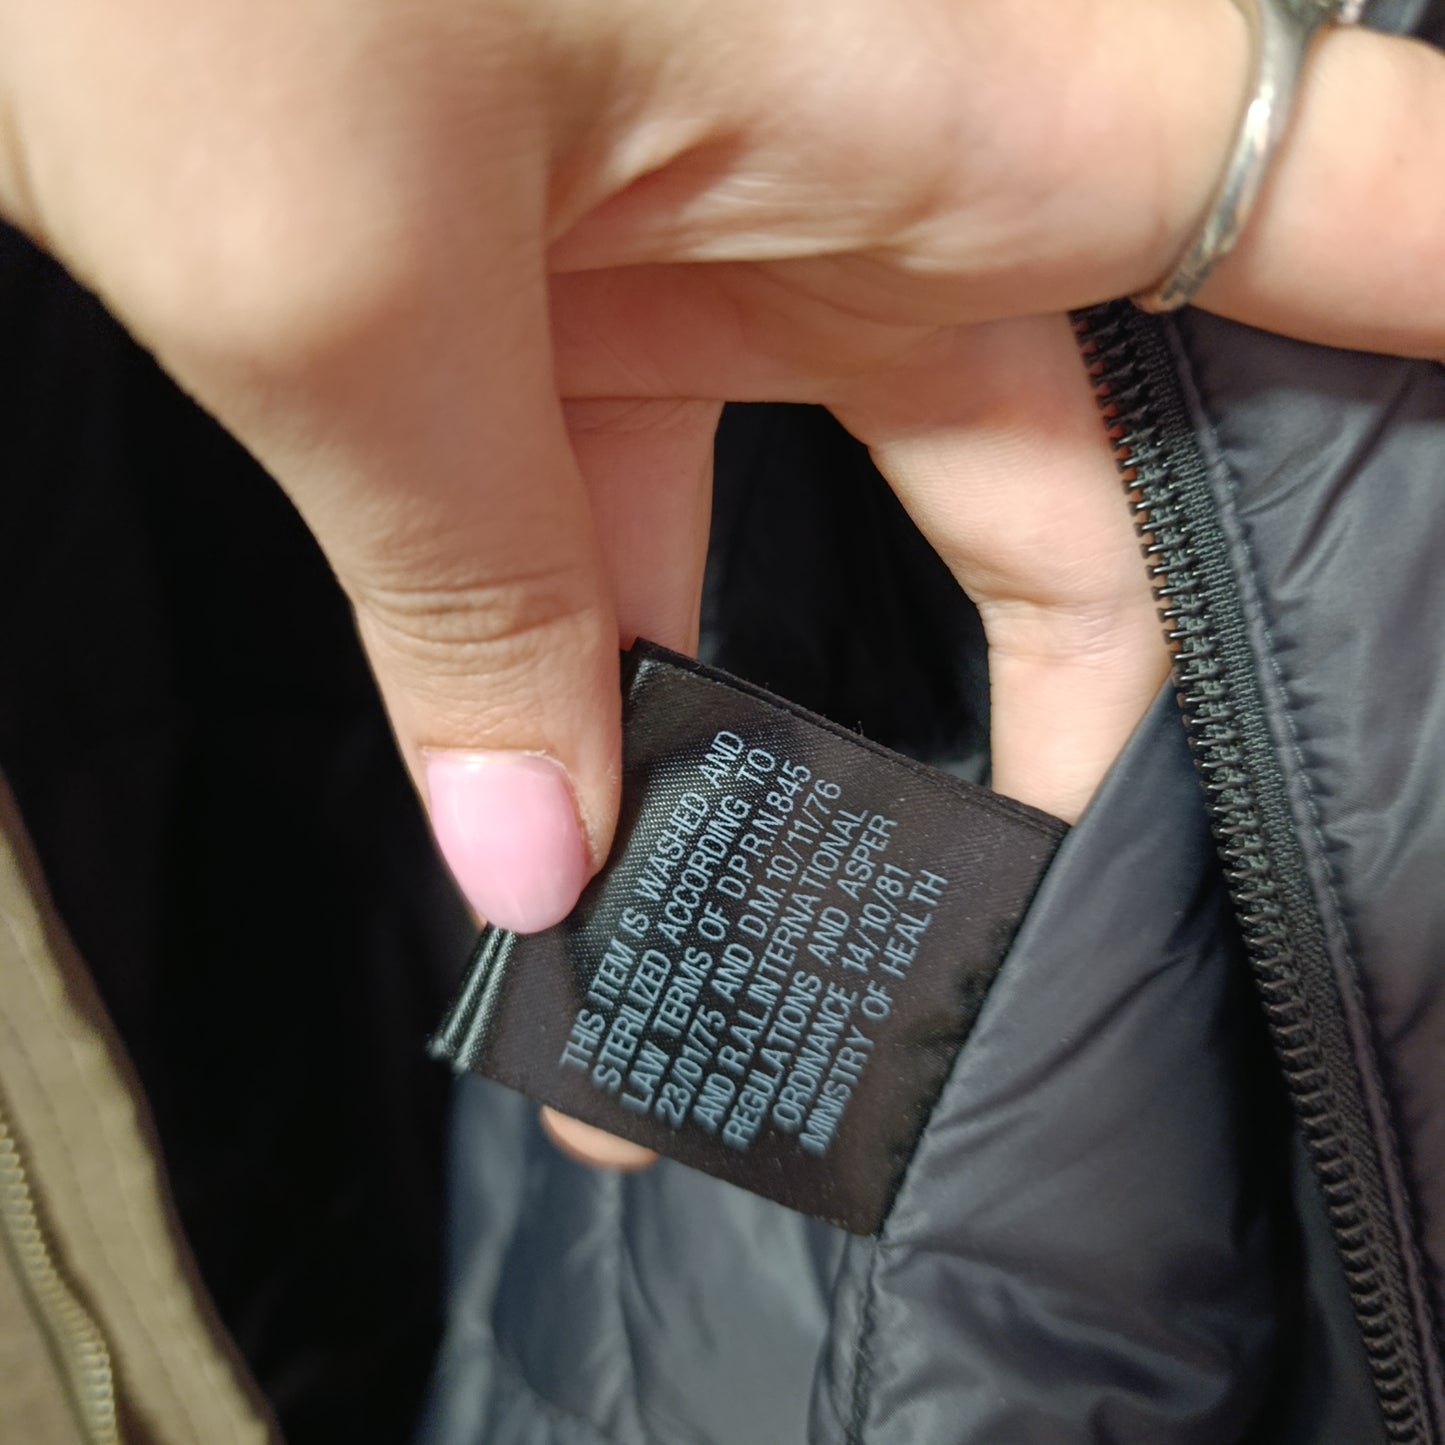 THIS ITEM IS WASHED AND
STERILIZED ACCORDING TO
LAW TERMS OF D.P.R.N.845
23/01/75 AND D.M.10/11/76
AND R.A.L.INTERNATIONAL
REGULATIONS AND ASPER
ORDINANCE 14/10/81
MINISTRY OF HEALTH